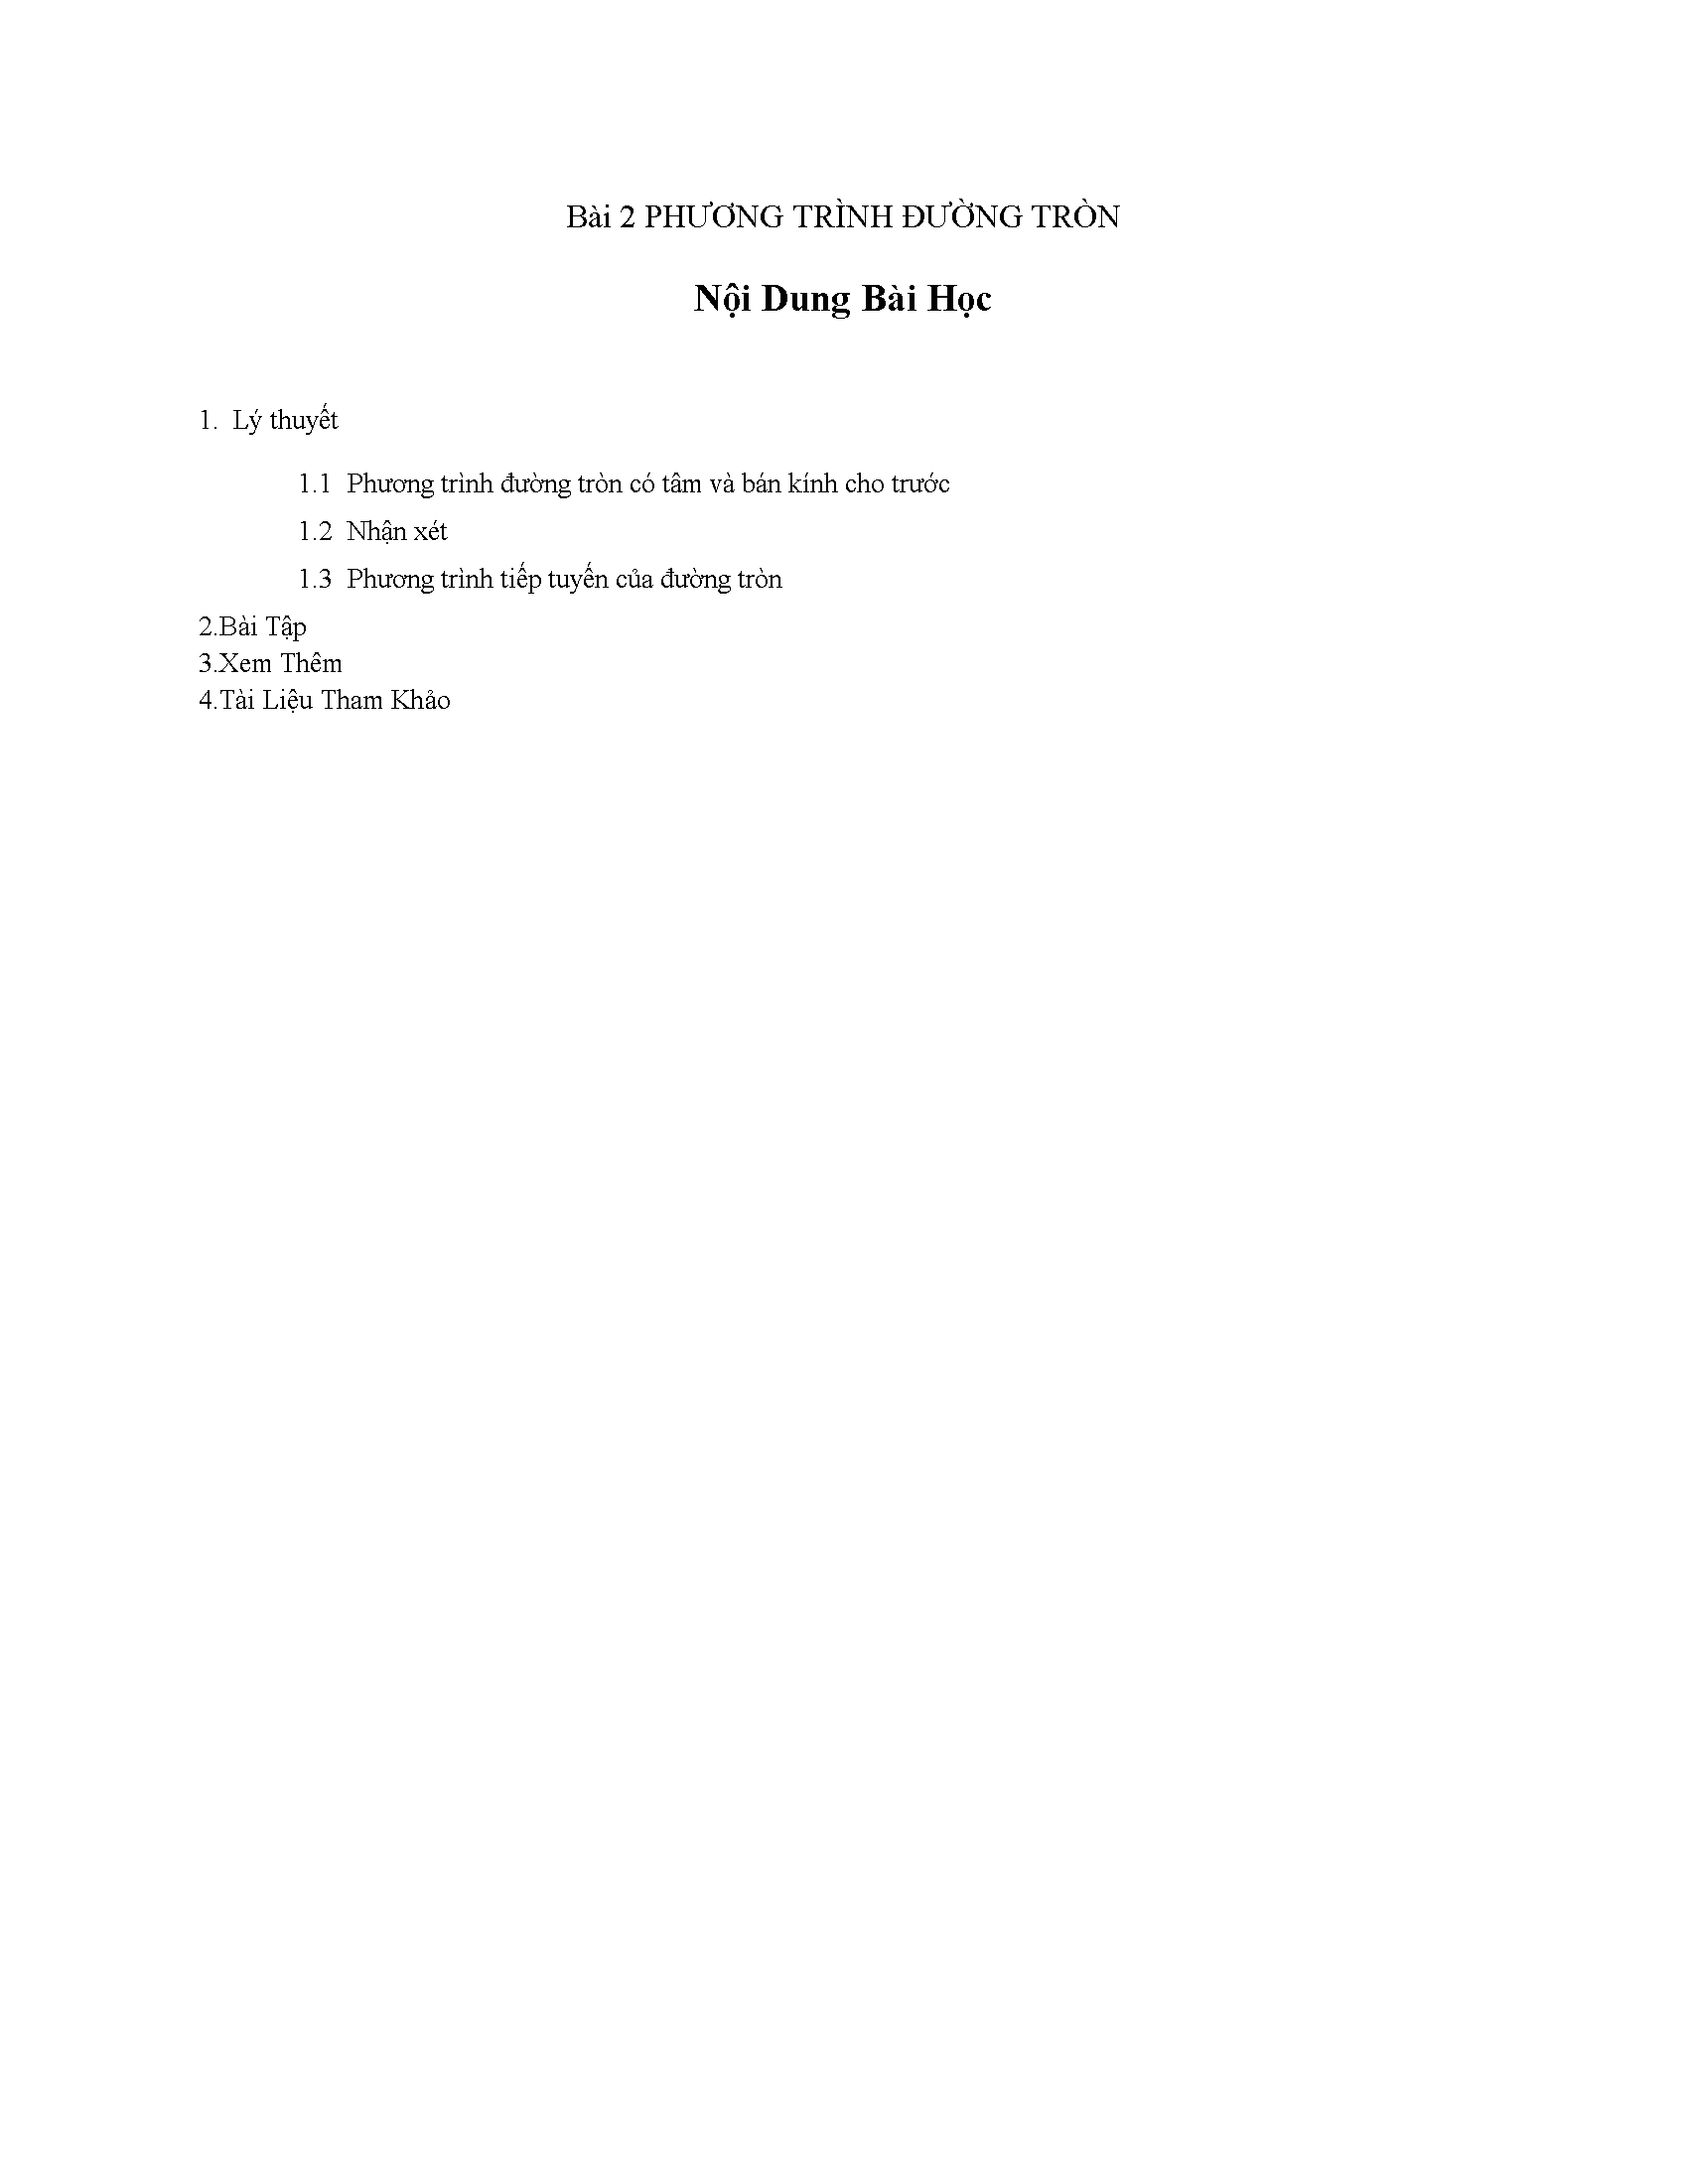 Bài 2 PHƯƠNG TRÌNH ĐƯỜNG TRÒN
Nội Dung Bài Học
1. Lý thuyết
1.1 Phương trình đường tròn có tâm và bán kính cho trước
1.2 Nhận xét
1.3 Phương trình tiếp tuyến của đường tròn
2.Bài Tập
3.Xem Thêm
4.Tài Liệu Tham Khảo